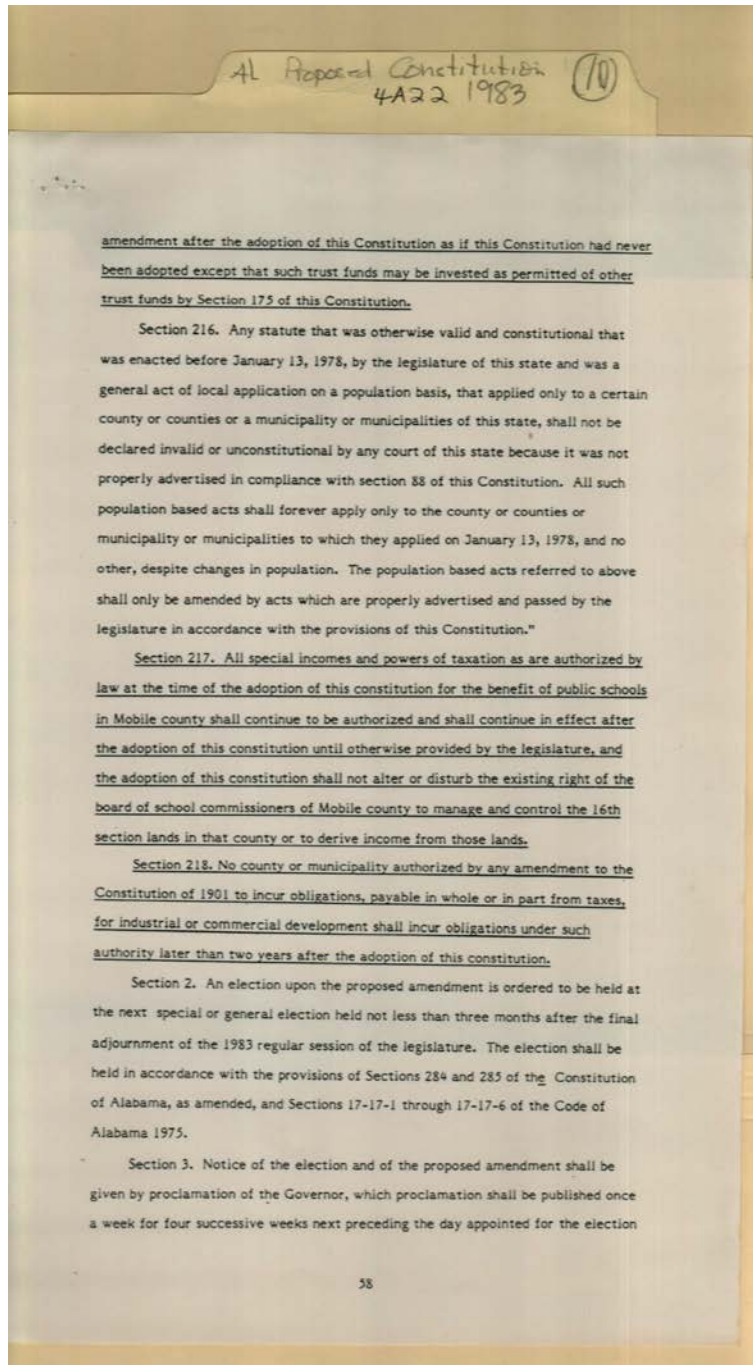 AL Proposed Constitution 10
4A22 1983
amendment after the adoption of this Constitution as if this Constitution had never
been adopted except that such trust funds may be invested as permitted of other
trust funds by Section 175 of this Constitution.
Section 216. Any statute that was otherwise valid and constitutional that
was enacted before January 13, 1978, by the legislature of this state and was a
general act of local application on a population basis, that applied only to a certain
county or counties or a municipality or municipalities of this state, shall not be
declared invalid or unconstitutional by any court of this state because it was not
properly advertised in compliance with section 88 of this Constitution. All such
population based acts shall forever apply only to the county or counties or
municipality or municipalities to which they applied on January 13, 1978, and no
other, despite changes in population. The population based acts referred to above
shall only be amended by acts which are properly advertised and passed by the
legislature in accordance with the provisions of this Constitution."
Section 217. All special incomes and powers of taxation as are authorized by
law at the time of the adoption of this constitution for the benefit of public schools
in Mobile county shall continue to be authorized and shall continue in effect after
the adoption of this constitution until otherwise provided by the legislature, and
the adoption of this constitution shall not alter or disturb the existing right of the
board of school commissioners of Mobile county to manage and control the 16th
section lands in that county or to derive income from those lands.
Section 218. No county or municipality authorized by any amendment to the
Constitution of 1901 to incur obligations, payable in whole or in part from taxes,
for industrial or commercial development shall incur obligations under such
authority later than two years after the adoption of this constitution.
Section 2. An election upon the proposed amendment is ordered to be held at
the next special or general election held not less than three months after the final
adjournment of the 1983 regular session of the legislature. The election shall be
held in accordance with the provisions of Sections 284 and 285 of the Constitution
of Alabama, as amended, and Sections 17-17-1 through 17-17-6 of the Code of
Alabama 1975.
Section 3. Notice of the election and of the proposed amendment shall be
given by proclamation of the Governor, which proclamation shall be published once
a week for four successive weeks next preceding the day appointed for the election
58